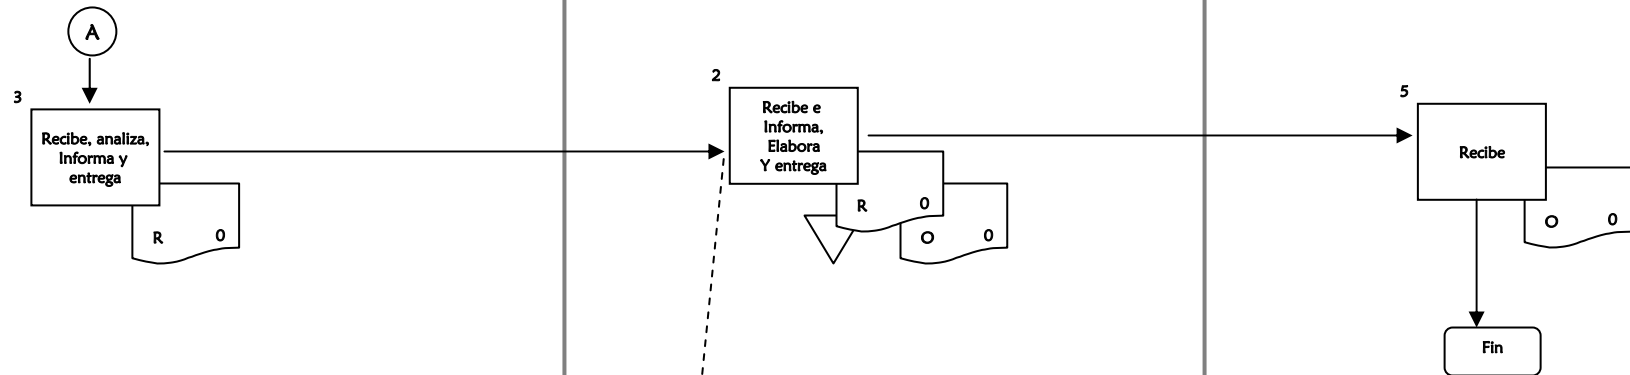 A
3
Recibe, analiza,
Informa y
entrega
R 0
2
Recibe e
Informa,
Elabora
Y entrega
R 0
O 0
5
Recibe
O 0
Fin